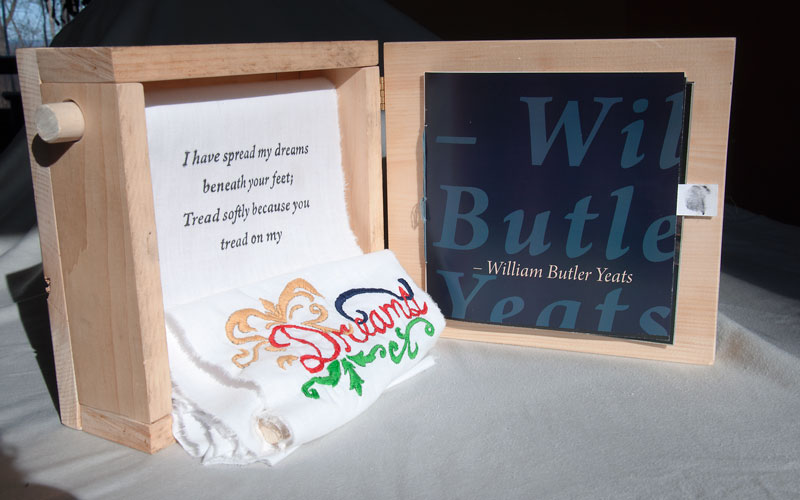 I have spread my dreams
beneath your feet;
Tread softly because you
tread on my
Dreams
– Wil
Butle
Yeats
– William Butler Yeats